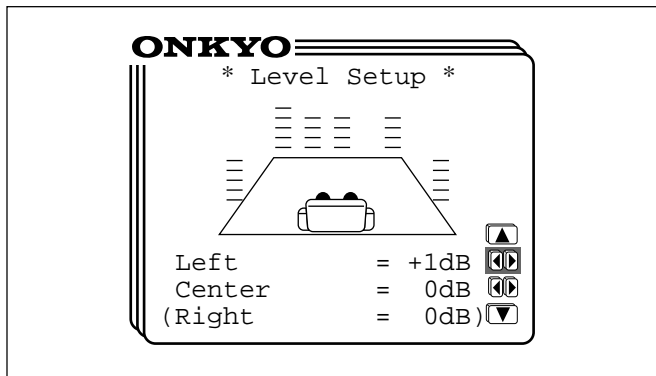 ONKYO
* Level Setup *
Left = +1dB
Center = 0dB
(Right = 0dB)